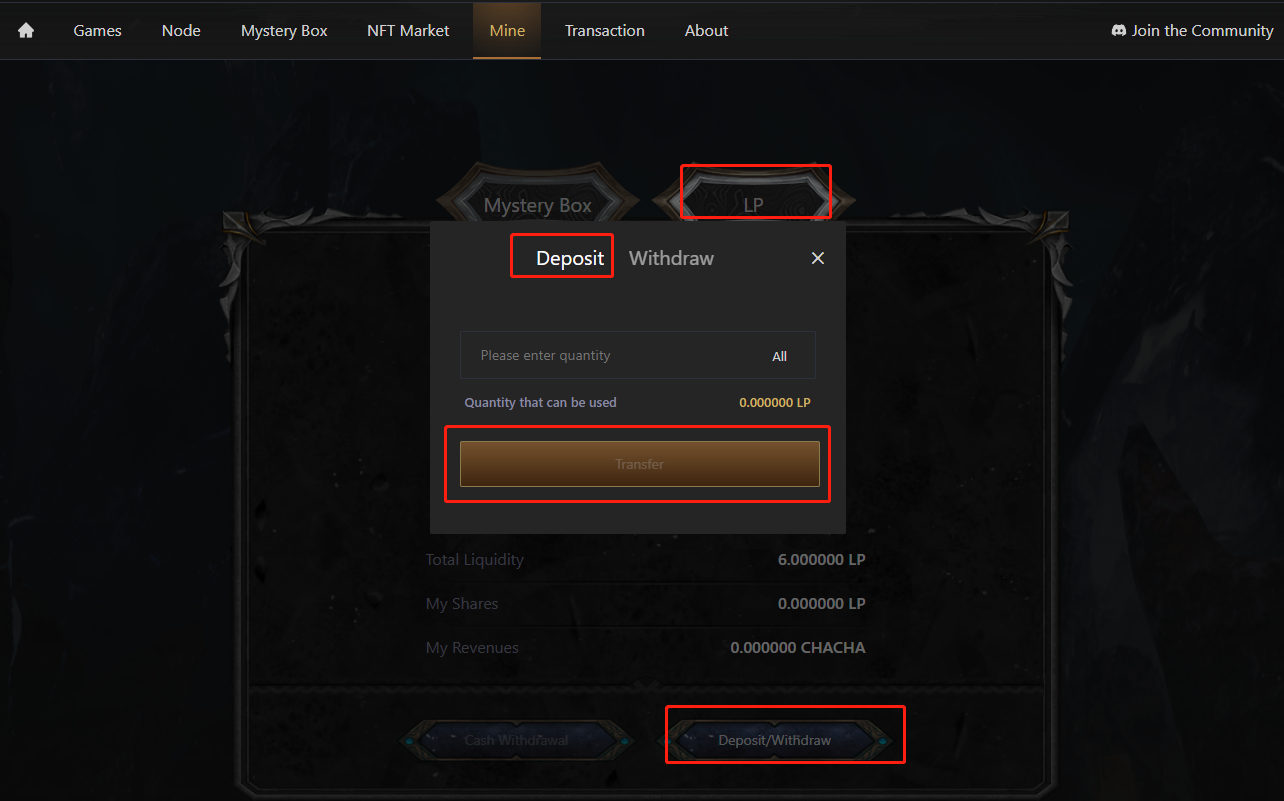 Games Node Mystery Box NFT Market Mine Transaction About Join the Community
Mystery Box LP
Deposit Withdraw
Please enter quantity All
Quantity that can be used 0.000000 LP
Transfer
Total Liquidity 6.000000 LP
My Shares 0.000000 LP
My Revenues 0.000000 CHACHA
Cash Withdrawal Deposit/Withdraw